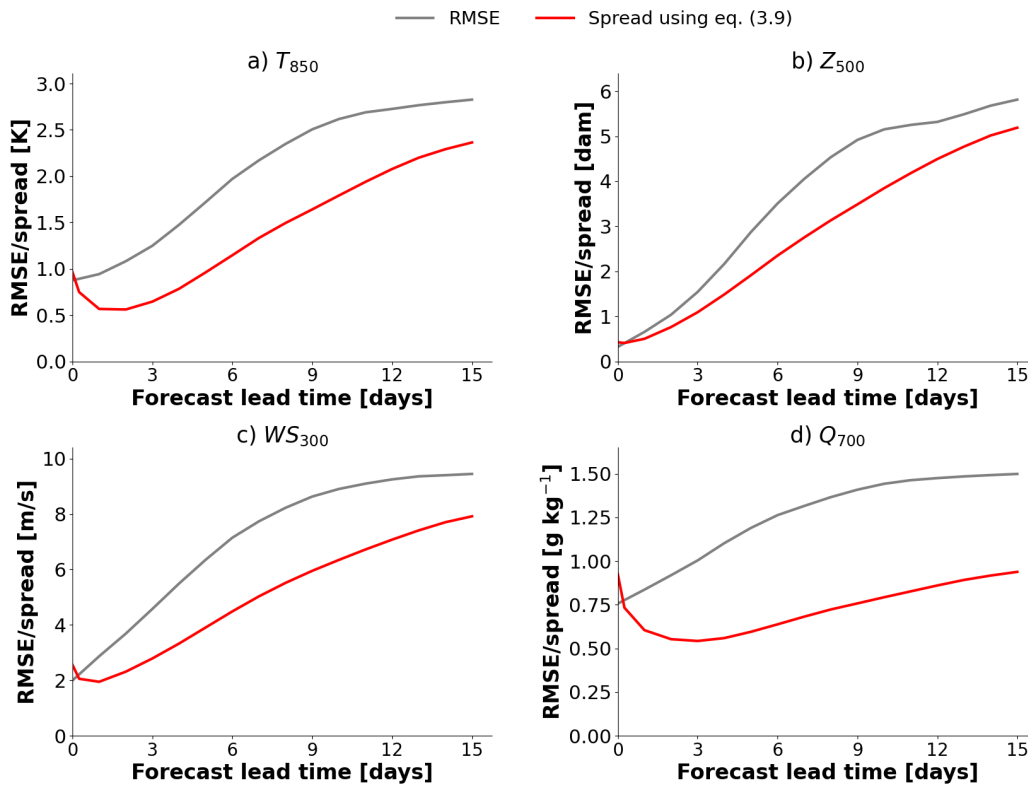 RMSE
Spread using eq. (3.9)
a) T850
RMSE/spread [K]
3.0
2.5
2.0
1.5
1.0
0.5
0.0
0 3 6 9 12 15
Forecast lead time [days]
b) Z500
RMSE/spread [dam]
6
5
4
3
2
1
0
0 3 6 9 12 15
Forecast lead time [days]
c) WS300
RMSE/spread [m/s]
10
8
6
4
2
0
0 3 6 9 12 15
Forecast lead time [days]
d) Q700
RMSE/spread [g kg⁻¹]
1.50
1.25
1.00
0.75
0.50
0.25
0.00
0 3 6 9 12 15
Forecast lead time [days]